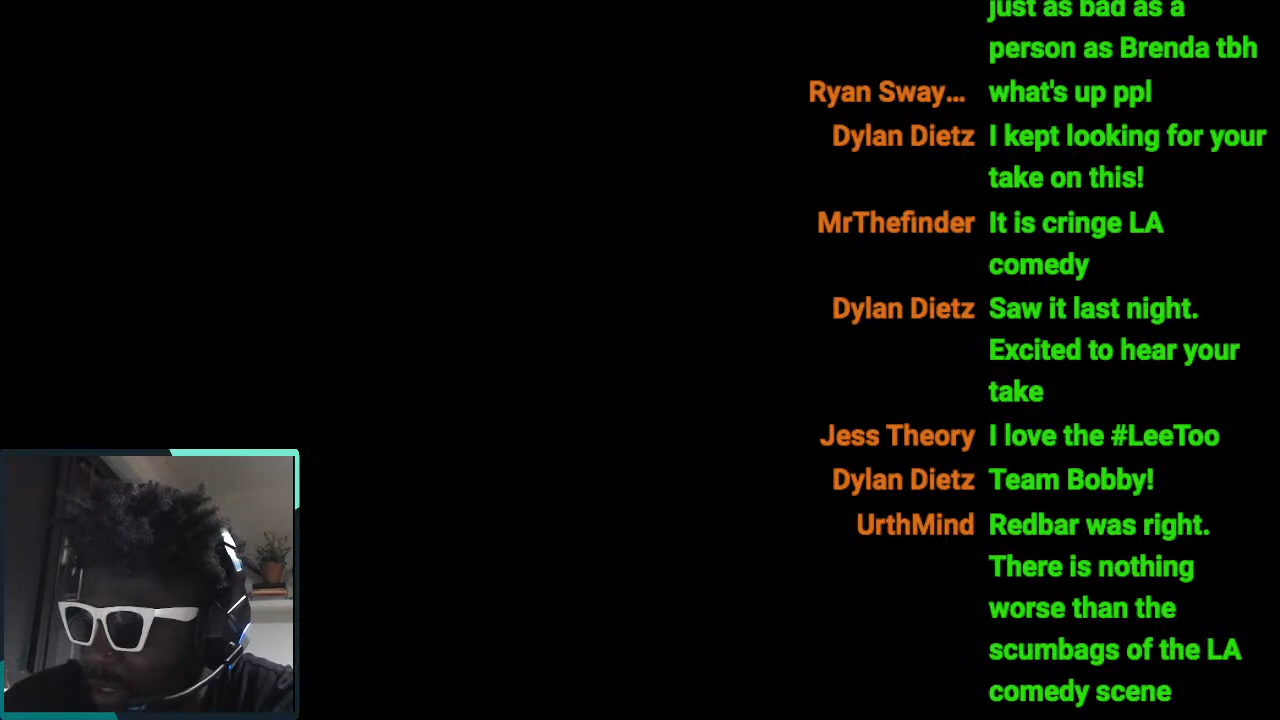 just as bad as a
person as Brenda tbh
Ryan Sway… what's up ppl
Dylan Dietz I kept looking for your
take on this!
MrThefinder It is cringe LA
comedy
Dylan Dietz Saw it last night.
Excited to hear your
take
Jess Theory I love the #LeeToo
Dylan Dietz Team Bobby!
UrthMind Redbar was right.
There is nothing
worse than the
scumbags of the LA
comedy scene